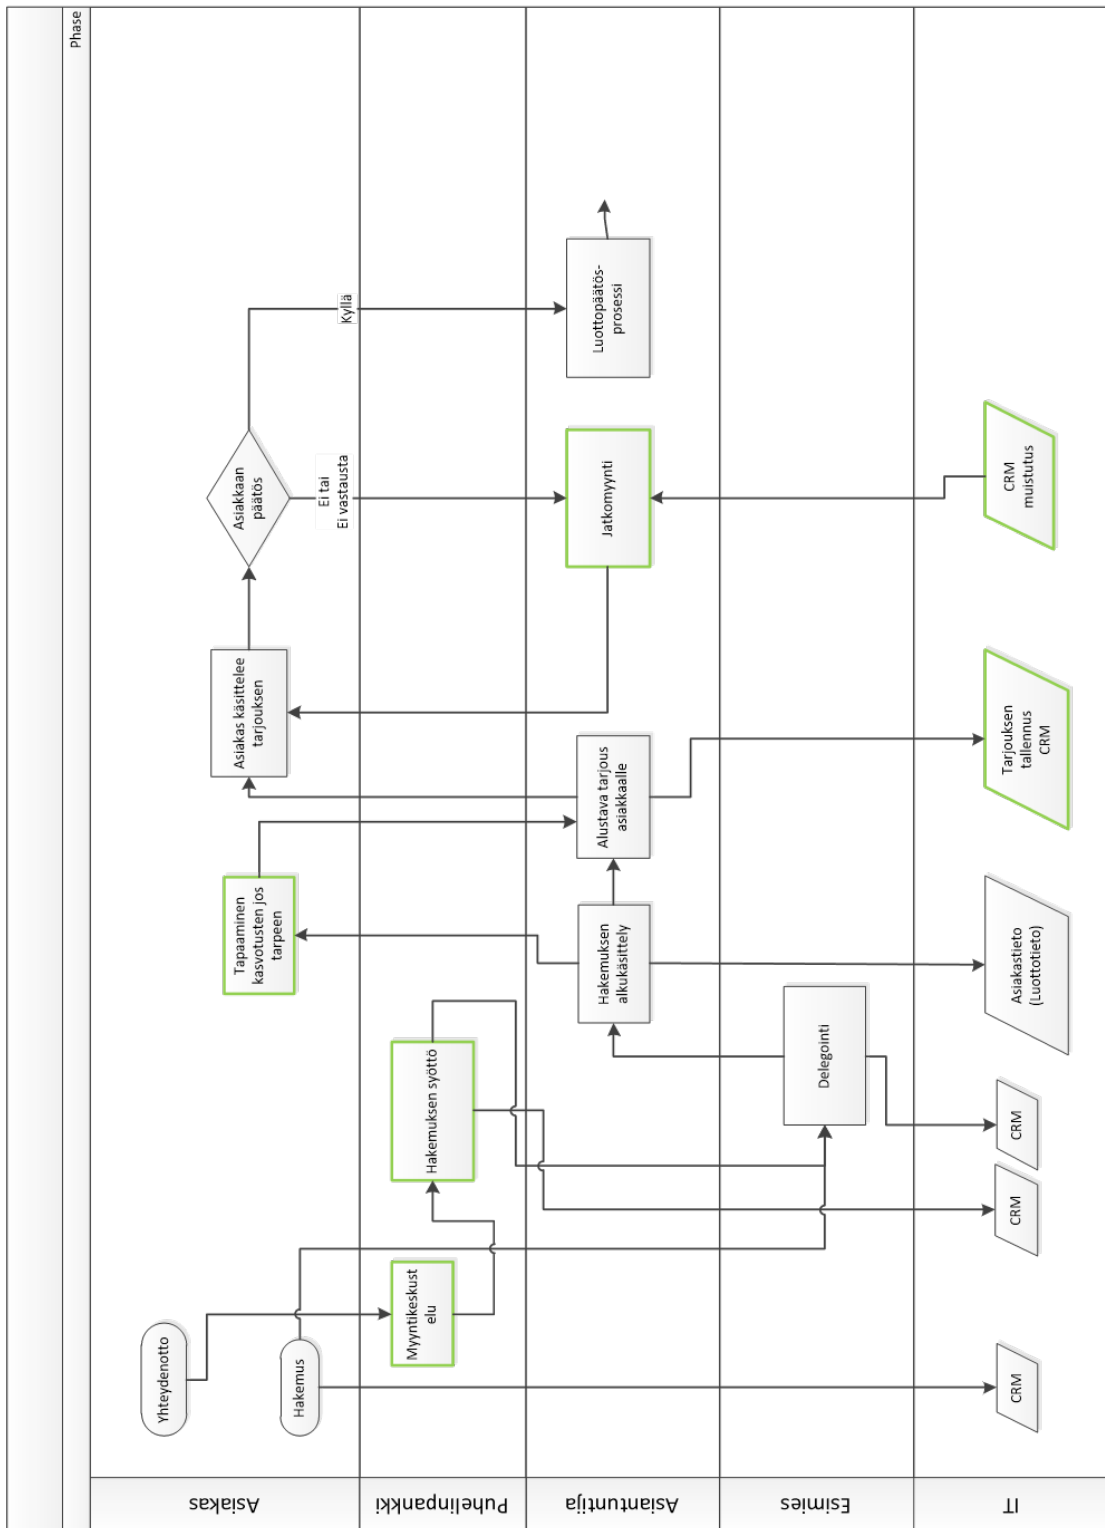 Phase
Asiakas
Yhteydenotto
Hakemus
Tapaaminen
kasvotusten jos
tarpeen
Asiakas käsittelee
tarjouksen
Asiakkaan
päätös
Ei tai
Ei vastausta
Kyllä
Puhelinpankki
Myyntikeskust
elu
Hakemuksen syöttö
Asiantuntija
Hakemuksen
alkukäsittely
Alustava tarjous
asiakkaalle
Jatkomyynti
Luottopäätös-
prosessi
Esimies
Delegointi
IT
CRM
CRM
CRM
Asiakastieto
(Luottotieto)
Tarjouksen
tallennus
CRM
CRM
muistutus